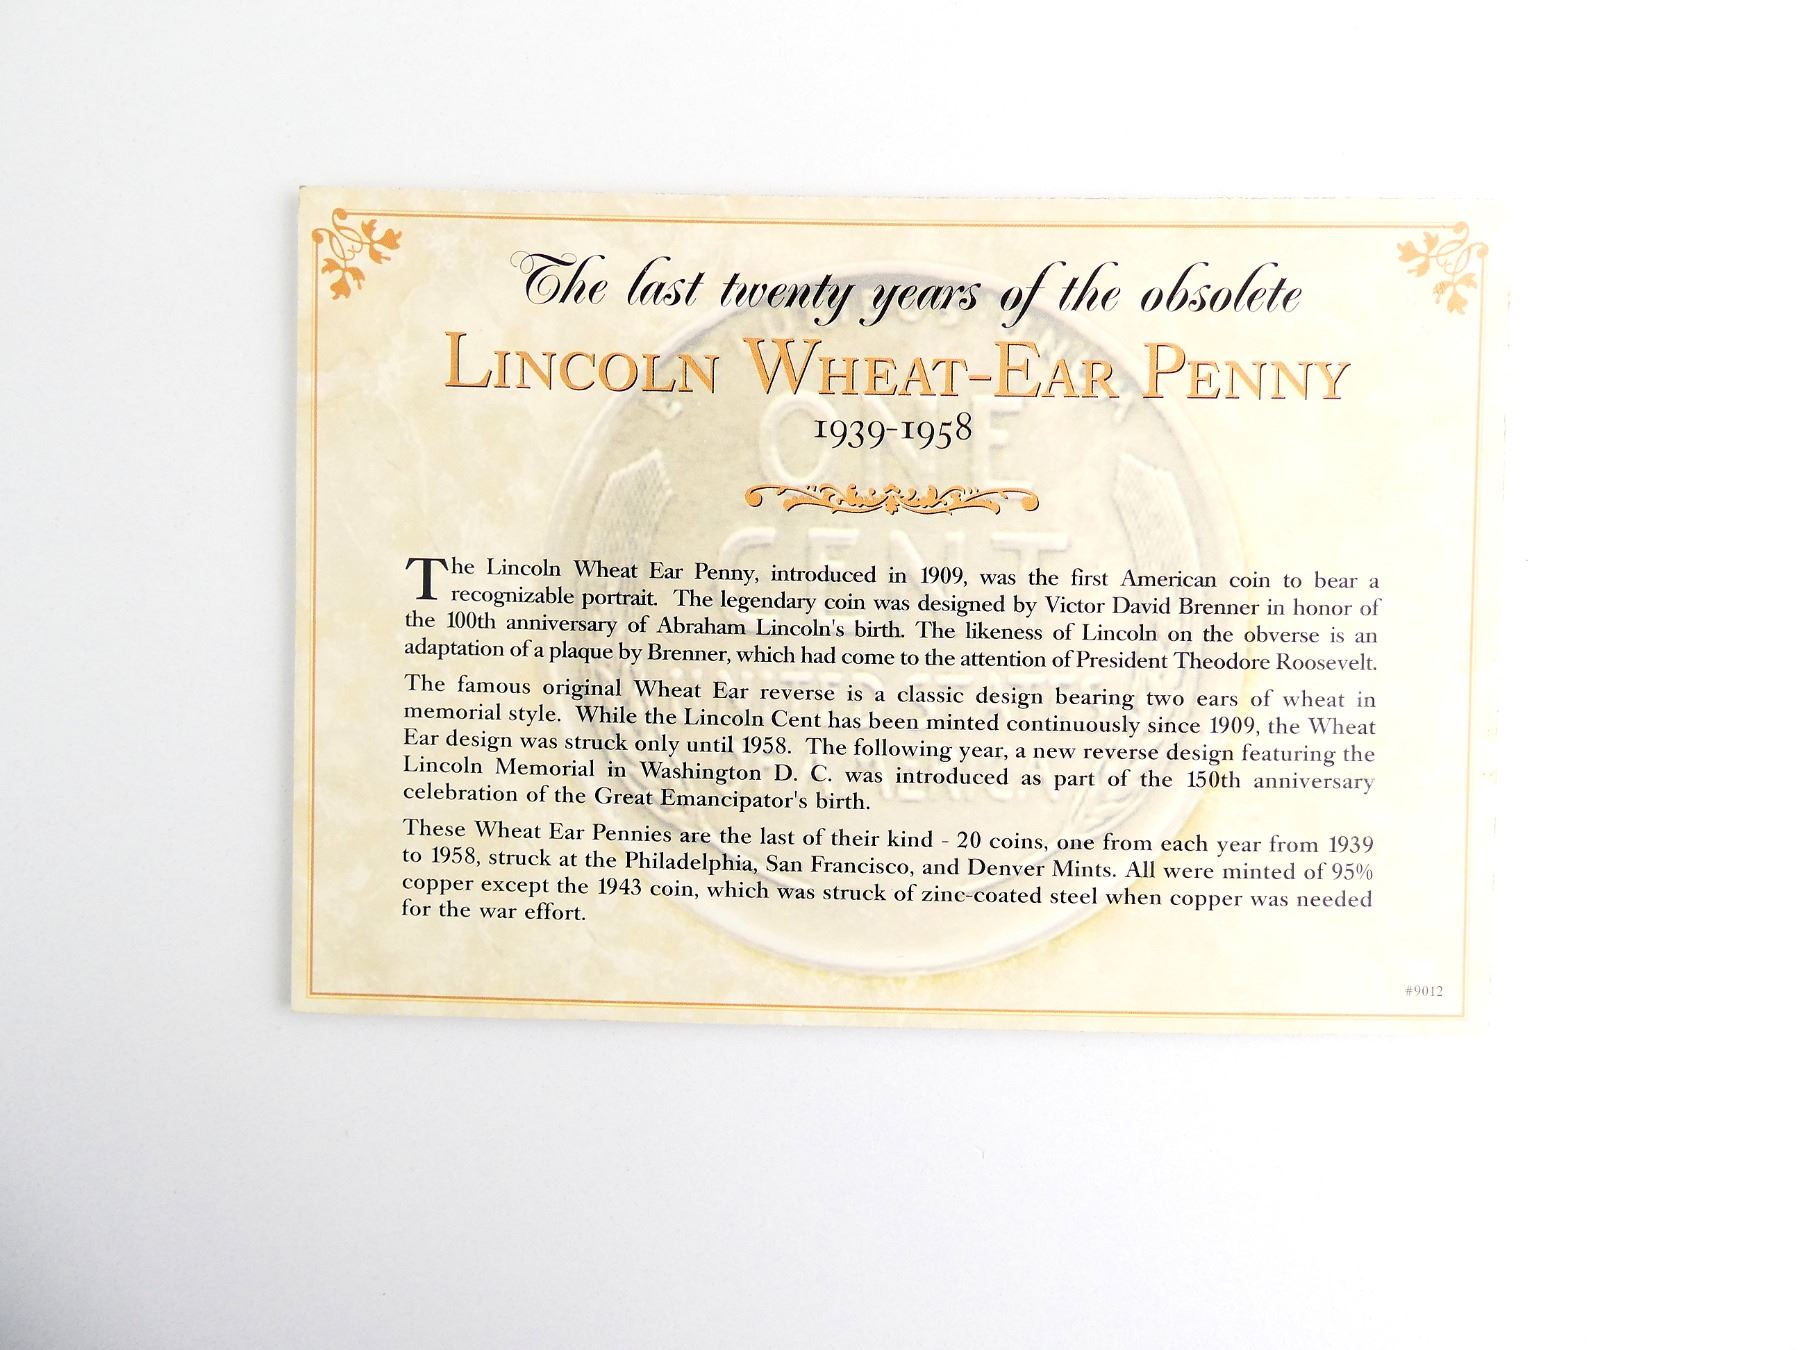 The last twenty years of the obsolete
LINCOLN WHEAT-EAR PENNY
1939-1958
The Lincoln Wheat Ear Penny, introduced in 1909, was the first American coin to bear a
recognizable portrait. The legendary coin was designed by Victor David Brenner in honor of
the 100th anniversary of Abraham Lincoln's birth. The likeness of Lincoln on the obverse is an
adaptation of a plaque by Brenner, which had come to the attention of President Theodore Roosevelt.
The famous original Wheat Ear reverse is a classic design bearing two ears of wheat in
memorial style. While the Lincoln Cent has been minted continuously since 1909, the Wheat
Ear design was struck only until 1958. The following year, a new reverse design featuring the
Lincoln Memorial in Washington D. C. was introduced as part of the 150th anniversary
celebration of the Great Emancipator's birth.
These Wheat Ear Pennies are the last of their kind - 20 coins, one from each year from 1939
to 1958, struck at the Philadelphia, San Francisco, and Denver Mints. All were minted of 95%
copper except the 1943 coin, which was struck of zinc-coated steel when copper was needed
for the war effort.
#9012
ONE
CENT